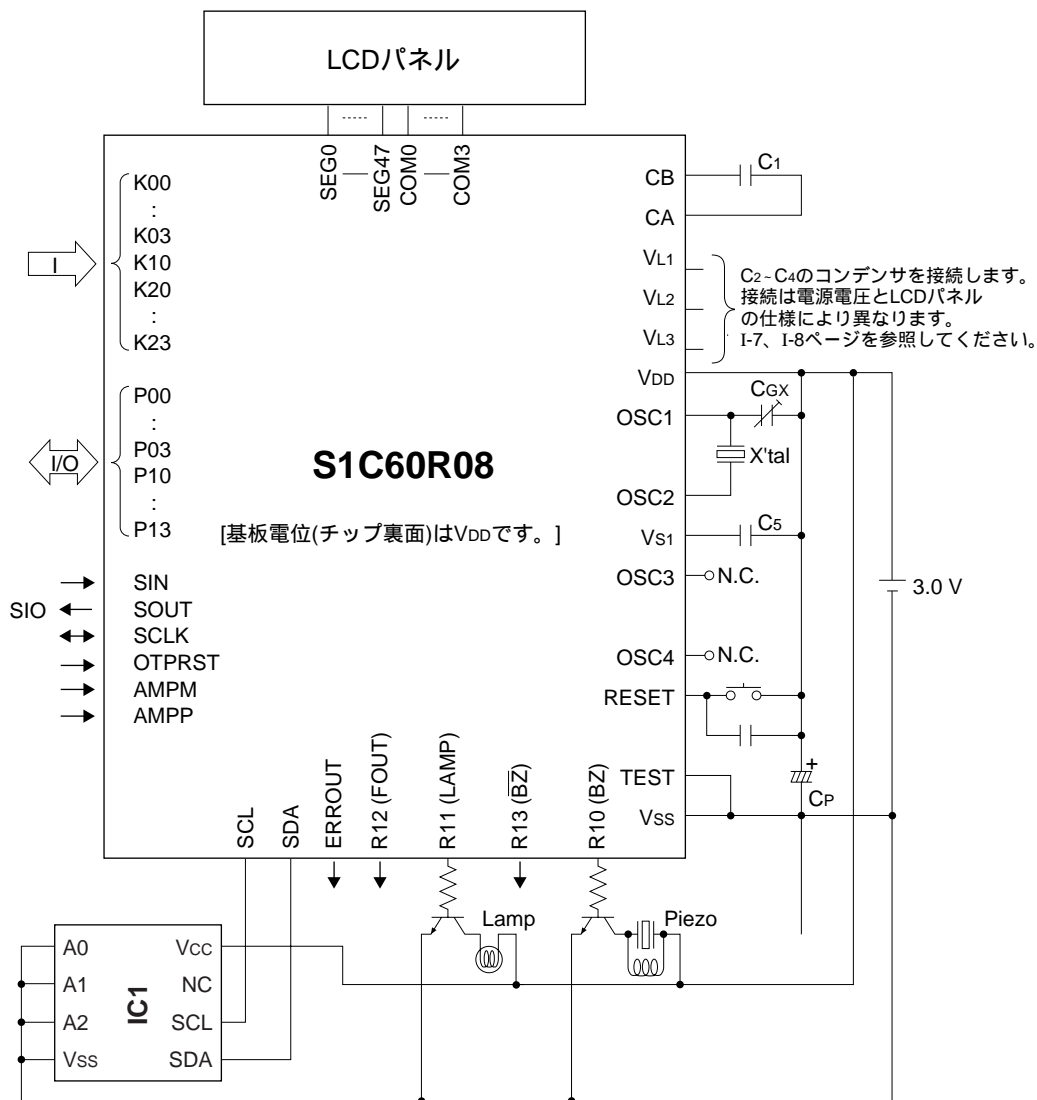 LCDパネル
SEG0
SEG47
COM0
COM3
K00
:
K03
K10
K20
:
K23
I
P00
:
P03
P10
:
P13
I/O
S1C60R08
[基板電位(チップ裏面)はVDDです。]
SIO
SIN
SOUT
SCLK
OTPRST
AMPM
AMPP
CB
CA
C1
VL1
VL2
VL3
C2~C4のコンデンサを接続します。
接続は電源電圧とLCDパネル
の仕様により異なります。
I-7、I-8ページを参照してください。
VDD
OSC1
CGX
X'tal
OSC2
VS1
C5
OSC3
N.C.
3.0 V
OSC4
N.C.
RESET
TEST
+
CP
VSS
SCL
SDA
ERROUT
R12 (FOUT)
R11 (LAMP)
R13 (B̅Z̅)
R10 (BZ)
Lamp
Piezo
IC1
A0
A1
A2
VSS
VCC
NC
SCL
SDA